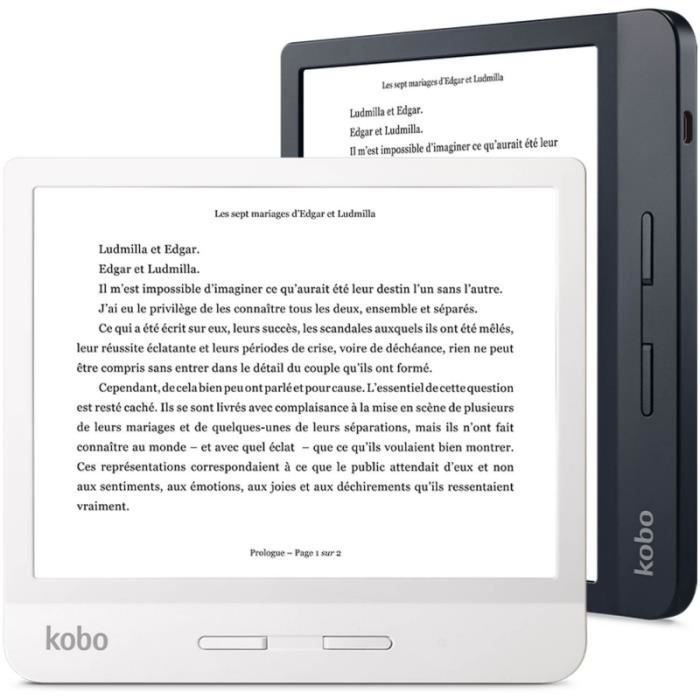 Les sept mariages d'Edgar et Ludmilla
Ludmilla et Edgar.
Edgar et Ludmilla.
Il m'est impossible d'imaginer ce qu'aurait été leur
Les sept mariages d'Edgar et Ludmilla
Ludmilla et Edgar.
Edgar et Ludmilla.
Il m'est impossible d'imaginer ce qu'aurait été leur destin l'un sans l'autre.
J'ai eu le privilège de les connaître tous les deux, ensemble et séparés.
Ce qui a été écrit sur eux, leurs succès, les scandales auxquels ils ont été mêlés,
leur réussite éclatante et leurs périodes de crise, voire de déchéance, rien ne peut
être compris sans entrer dans le détail du couple qu'ils ont formé.
Cependant, de cela bien peu ont parlé et pour cause. L'essentiel de cette question
est resté caché. Ils se sont livrés avec complaisance à la mise en scène de plusieurs
de leurs mariages et de quelques-unes de leurs séparations, mais ils n'ont fait
connaître au monde – et avec quel éclat – que ce qu'ils voulaient bien montrer.
Ces représentations correspondaient à ce que le public attendait d'eux et non
aux sentiments, aux émotions, aux joies et aux déchirements qu'ils ressentaient
vraiment.
Prologue – Page 1 sur 2
kobo
kobo